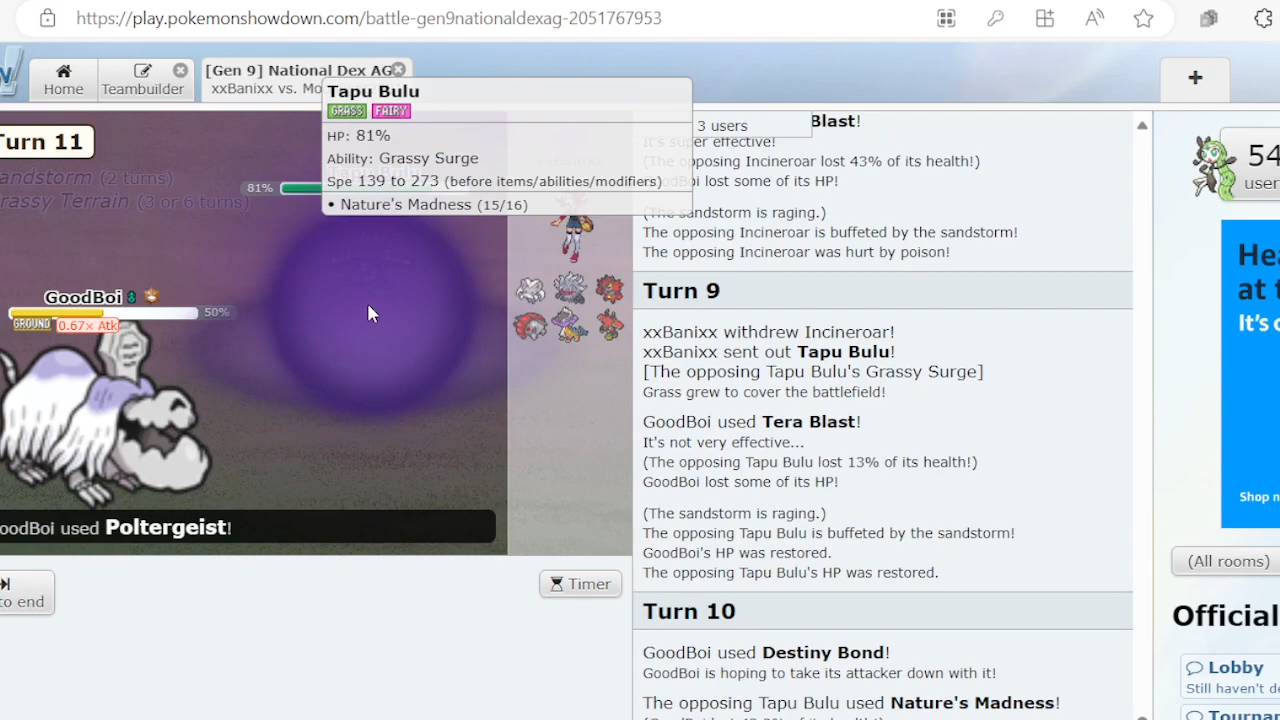 https://play.pokemonshowdown.com/battle-gen9nationaldexag-2051767953
Home
Teambuilder
[Gen 9] National Dex AG
xxBanixx vs. Mo
Tapu Bulu
GRASS FAIRY
HP: 81%
Ability: Grassy Surge
Spe 139 to 273 (before items/abilities/modifiers)
• Nature's Madness (15/16)
3 users
Turn 11
andstorm (2 turns)
rassy Terrain (3 or 6 turns)
81%
GoodBoi
50%
GROUND 0.67× Atk
oodBoi used Poltergeist!
to end
Timer
Blast!
It's super effective!
(The opposing Incineroar lost 43% of its health!)
GoodBoi lost some of its HP!
(The sandstorm is raging.)
The opposing Incineroar is buffeted by the sandstorm!
The opposing Incineroar was hurt by poison!
Turn 9
xxBanixx withdrew Incineroar!
xxBanixx sent out Tapu Bulu!
[The opposing Tapu Bulu's Grassy Surge]
Grass grew to cover the battlefield!
GoodBoi used Tera Blast!
It's not very effective...
(The opposing Tapu Bulu lost 13% of its health!)
GoodBoi lost some of its HP!
(The sandstorm is raging.)
The opposing Tapu Bulu is buffeted by the sandstorm!
GoodBoi's HP was restored.
The opposing Tapu Bulu's HP was restored.
Turn 10
GoodBoi used Destiny Bond!
GoodBoi is hoping to take its attacker down with it!
The opposing Tapu Bulu used Nature's Madness!
54
user
Hea
at t
It's c
Shop n
(All rooms)
Official
Lobby
Still haven't de
Tournam